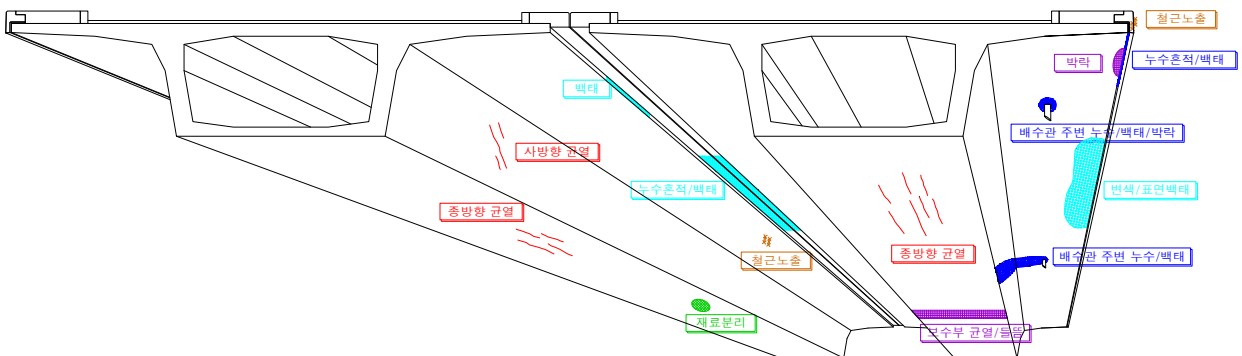 철근노출
박락
누수흔적/백태
백태
배수관 주변 누수/백태/박락
사방향 균열
누수흔적/백태
변색/표면백태
종방향 균열
종방향 균열
배수관 주변 누수/백태
철근노출
재료분리
보수부 균열/들뜸